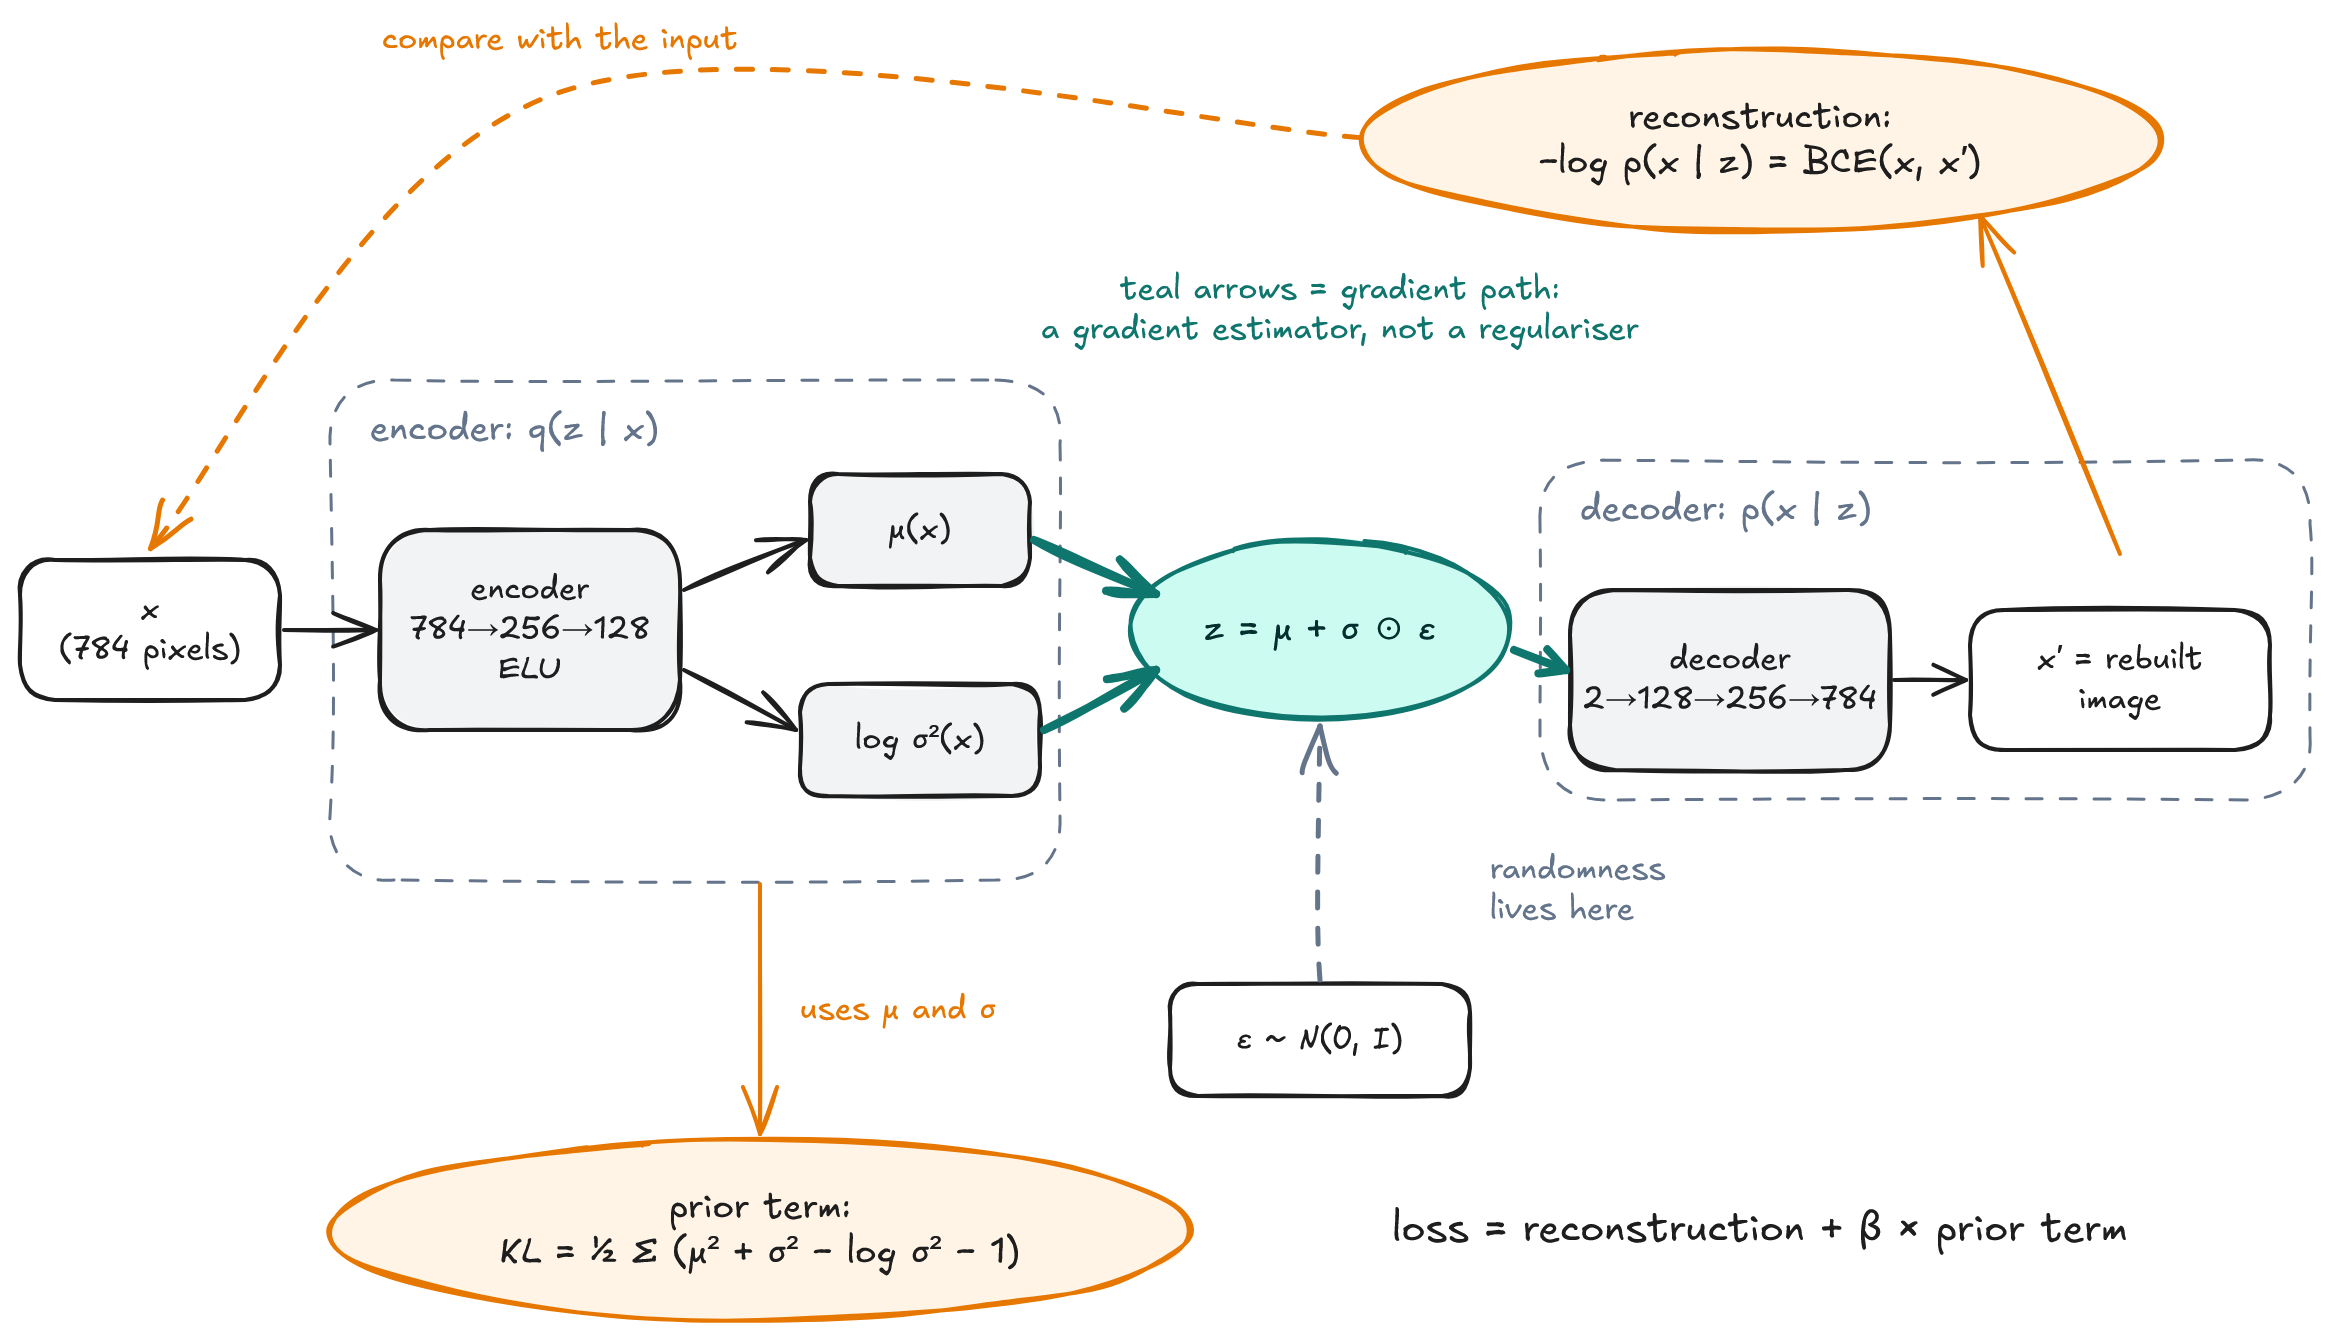 compare with the input
reconstruction:
-log p(x | z) = BCE(x, x′)
teal arrows = gradient path:
a gradient estimator, not a regulariser
encoder: q(z | x)
decoder: p(x | z)
x
(784 pixels)
encoder
784→256→128
ELU
μ(x)
log σ²(x)
z = μ + σ ⊙ ε
decoder
2→128→256→784
x′ = rebuilt
image
randomness
lives here
uses μ and σ
ε ~ N(0, I)
prior term:
KL = ½ Σ (μ² + σ² - log σ² - 1)
loss = reconstruction + β × prior term